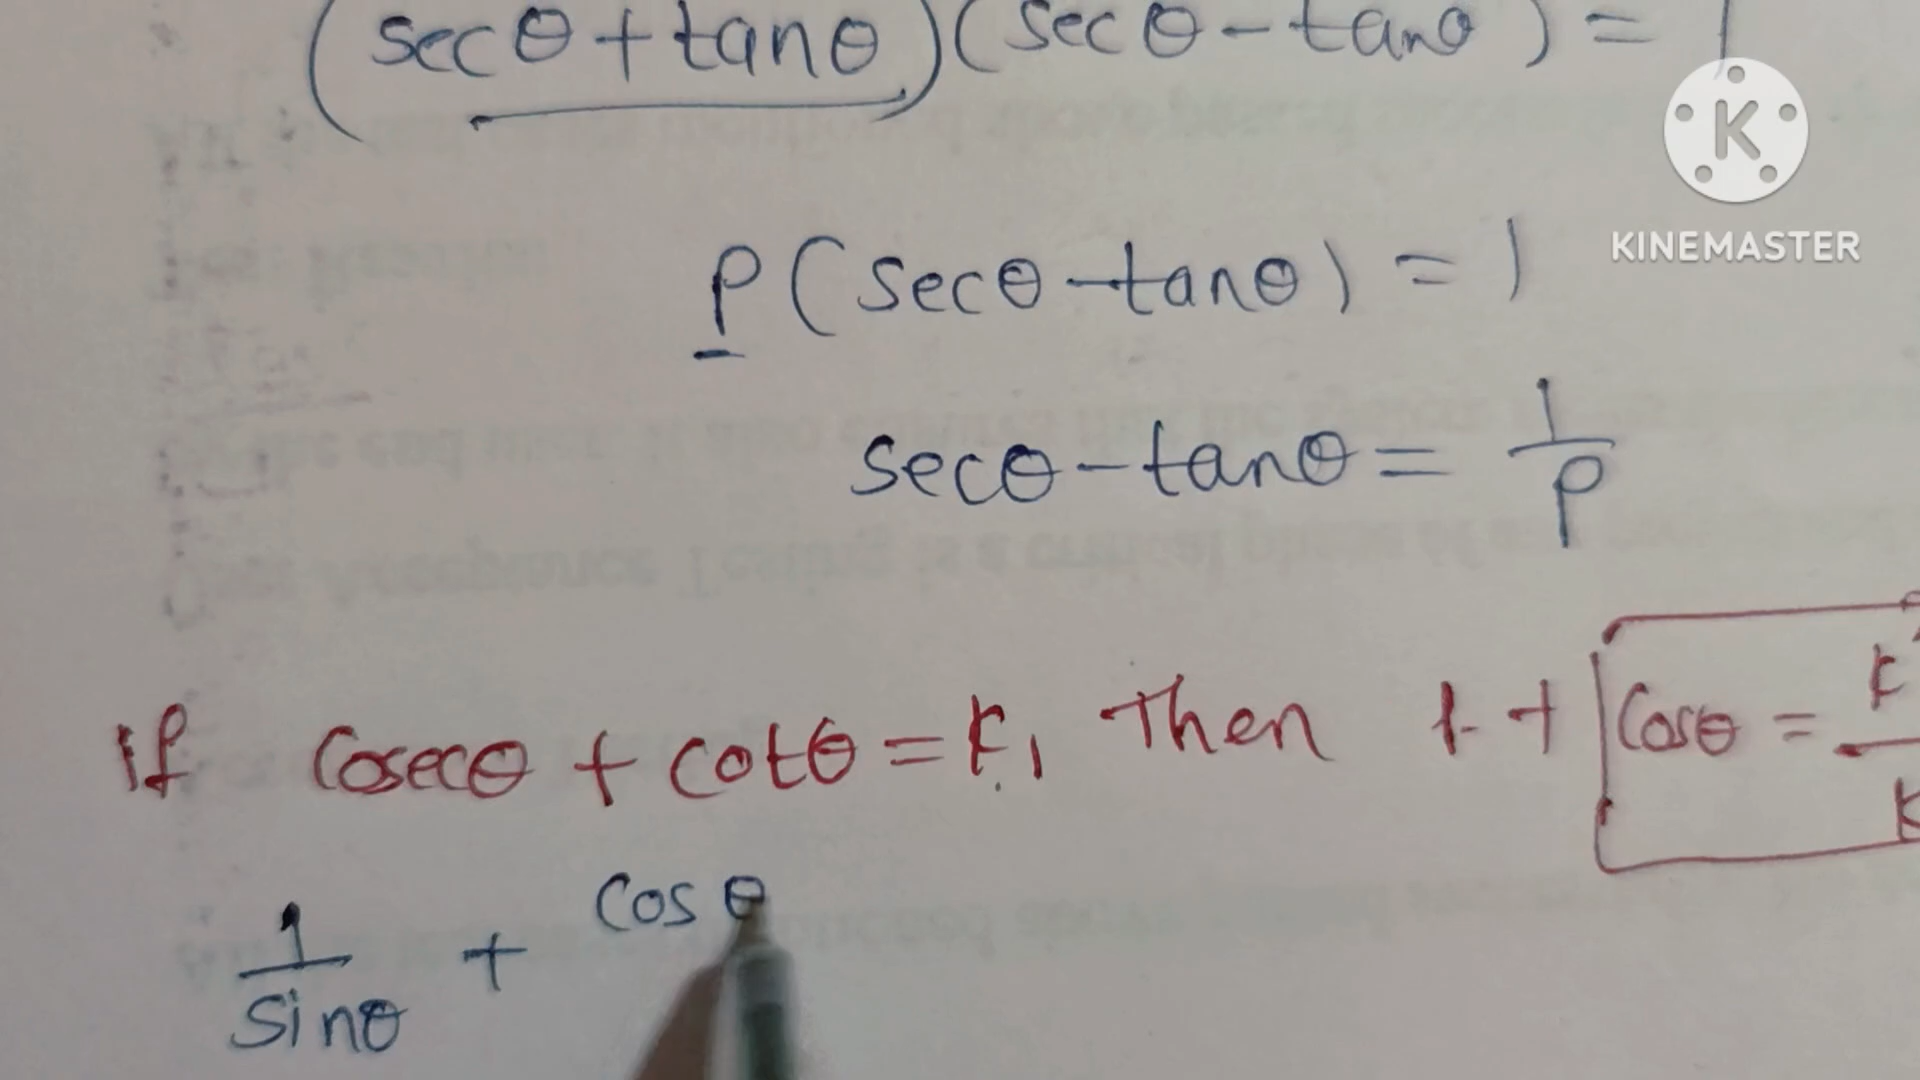 (secθ+tanθ)(secθ-tanθ)=1
K
KINEMASTER
P(secθ-tanθ)=1
secθ-tanθ=1/P
if cosecθ + cotθ = k, Then 1+ cosθ = k/k
1/sinθ + cosθ